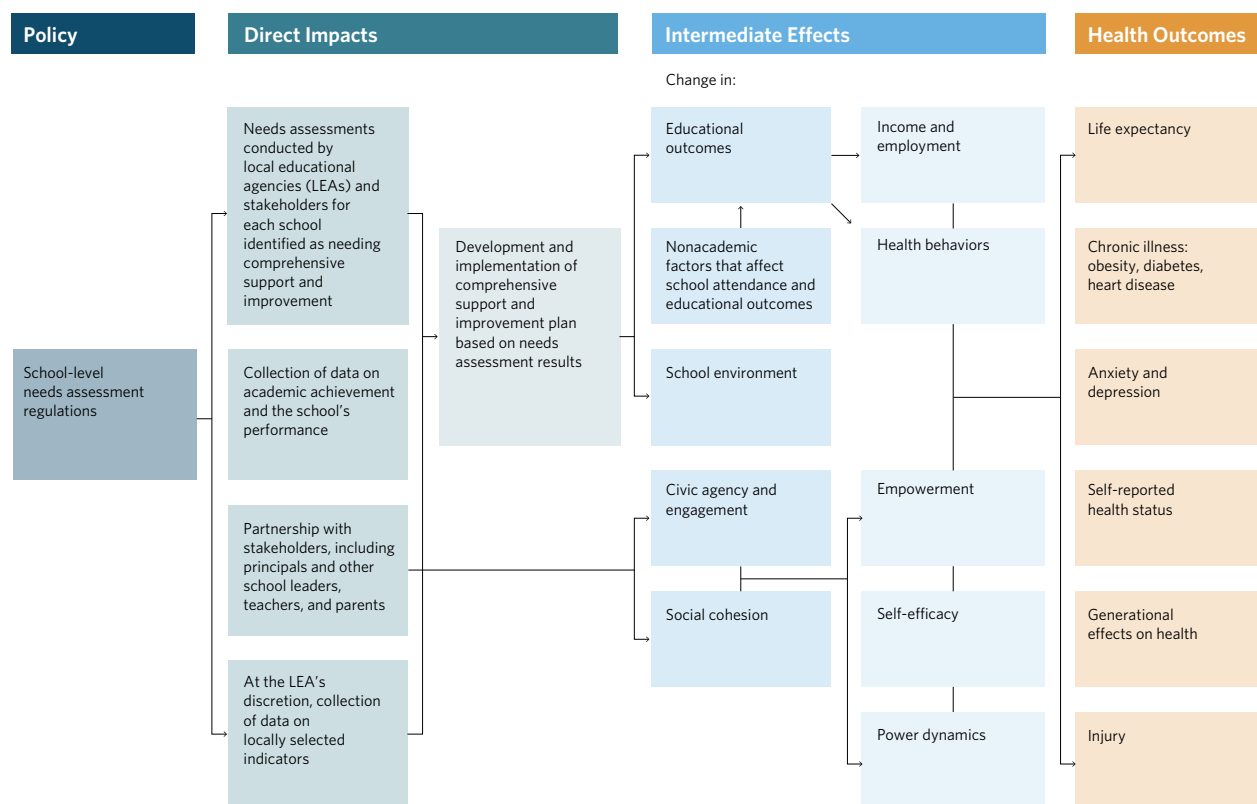 Policy
Direct Impacts
Intermediate Effects
Health Outcomes
Change in:
School-level
needs assessment
regulations
Needs assessments
conducted by
local educational
agencies (LEAs) and
stakeholders for
each school
identified as needing
comprehensive
support and
improvement
Collection of data on
academic achievement
and the school’s
performance
Partnership with
stakeholders, including
principals and other
school leaders,
teachers, and parents
At the LEA’s
discretion, collection
of data on
locally selected
indicators
Development and
implementation of
comprehensive
support and
improvement plan
based on needs
assessment results
Educational
outcomes
Nonacademic
factors that affect
school attendance and
educational outcomes
School environment
Civic agency and
engagement
Social cohesion
Income and
employment
Health behaviors
Empowerment
Self-efficacy
Power dynamics
Life expectancy
Chronic illness:
obesity, diabetes,
heart disease
Anxiety and
depression
Self-reported
health status
Generational
effects on health
Injury